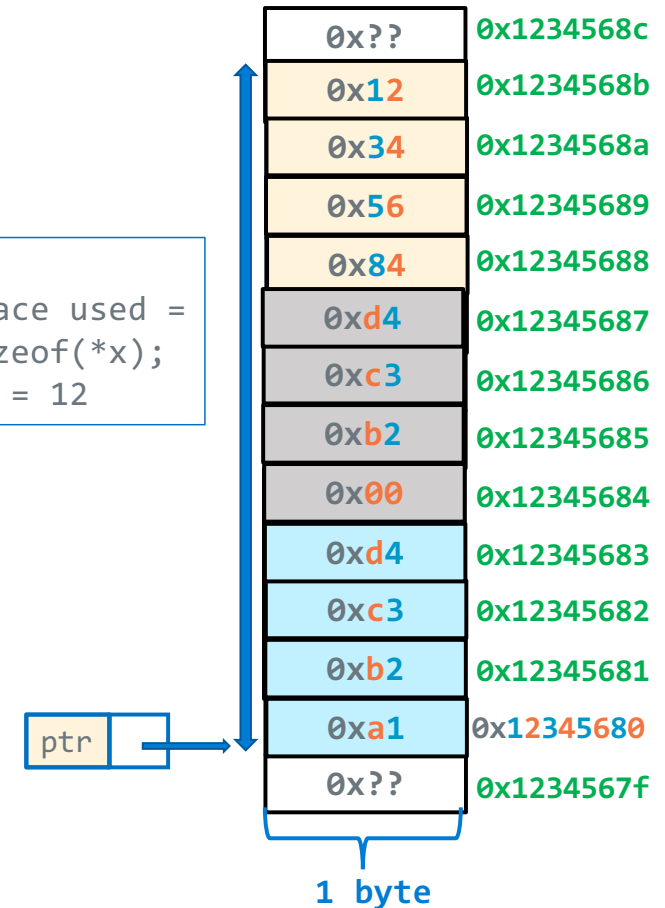 0x?? 0x1234568c
0x12 0x1234568b
0x34 0x1234568a
0x56 0x12345689
0x84 0x12345688
ace used =
zeof(*x);
= 12
0xd4 0x12345687
0xc3 0x12345686
0xb2 0x12345685
0x00 0x12345684
0xd4 0x12345683
0xc3 0x12345682
0xb2 0x12345681
ptr
0xa1 0x12345680
0x?? 0x1234567f
1 byte